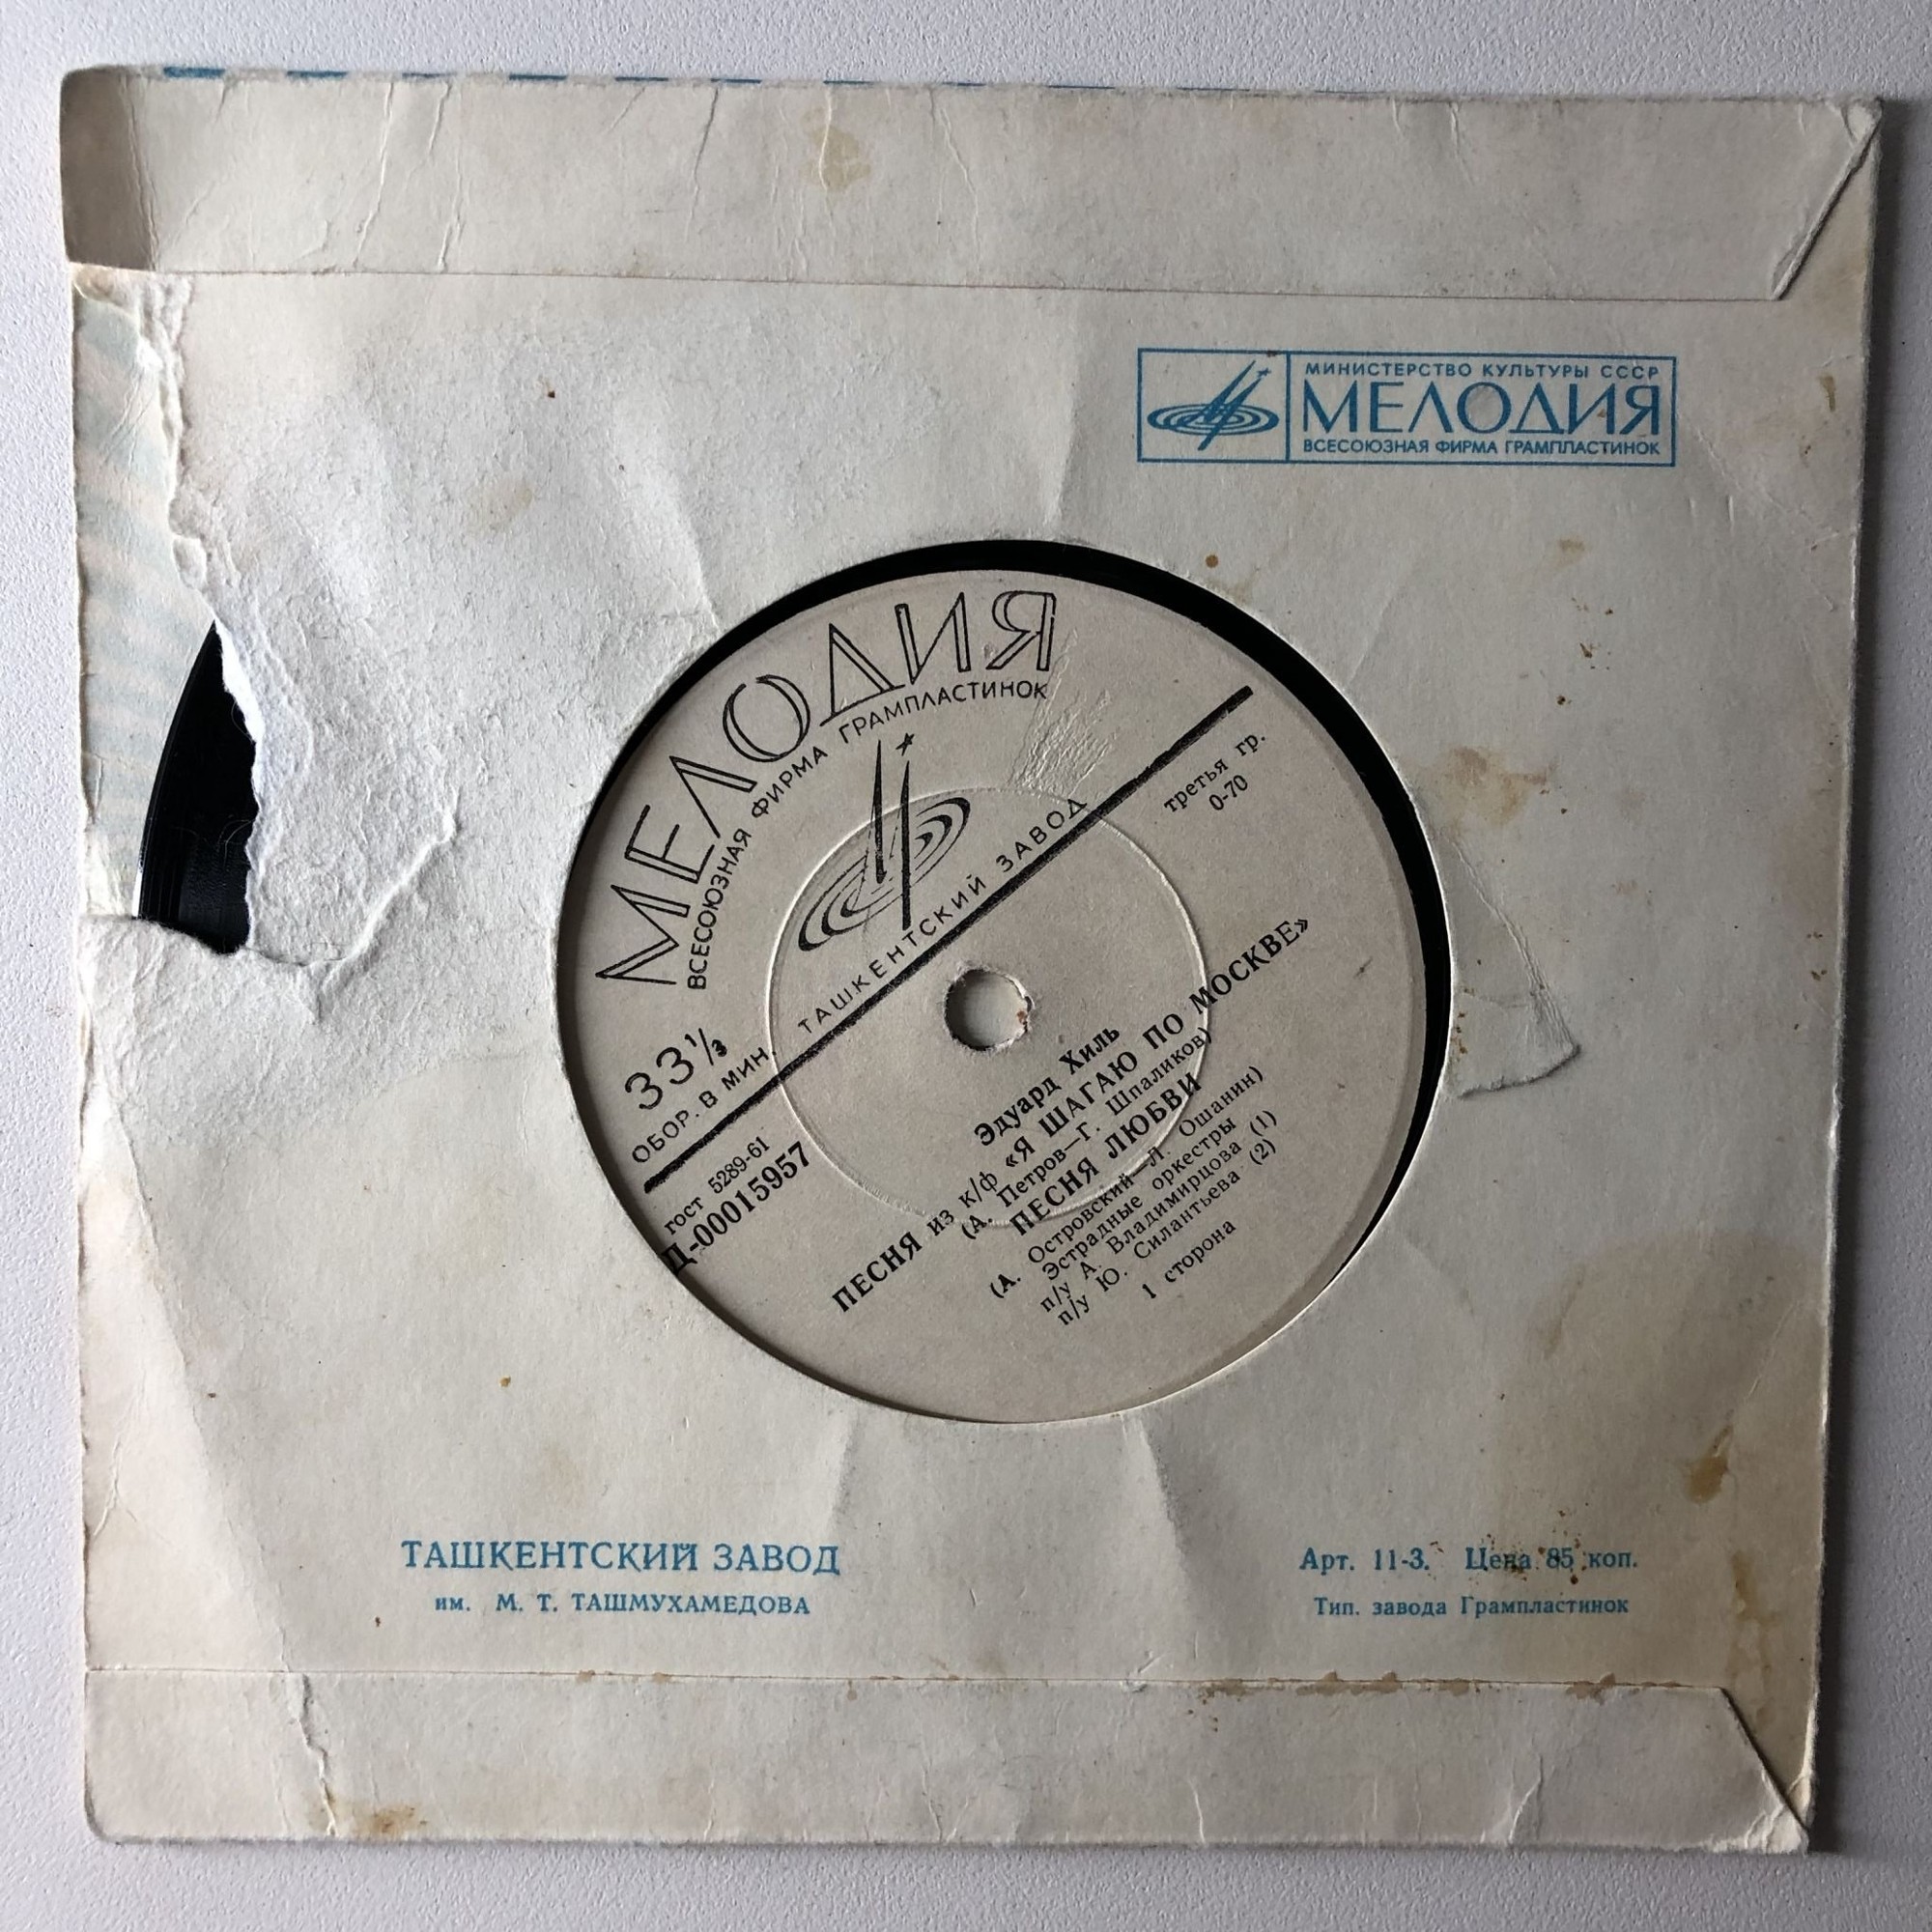 МИНИСТЕРСТВО КУЛЬТУРЫ СССР
МЕЛОДИЯ
ВСЕСОЮЗНАЯ ФИРМА ГРАМПЛАСТИНОК
МЕЛОДИЯ
ВСЕСОЮЗНАЯ ФИРМА ГРАМПЛАСТИНОК
33⅓
ОБОР. В МИН.
ТАШКЕНТСКИЙ ЗАВОД
третья гр.
0-70
гост 5289-61
Д-00015957
Эдуард Хиль
ПЕСНЯ из к/ф «Я ШАГАЮ ПО МОСКВЕ»
(А. Петров—Г. Шпаликов)
ПЕСНЯ ЛЮБВИ
(А. Островский—Л. Ошанин)
Эстрадные оркестры
п/у А. Владимирцова (1)
п/у Ю. Силантьева (2)
1 сторона
ТАШКЕНТСКИЙ ЗАВОД
им. М. Т. ТАШМУХАМЕДОВА
Арт. 11-3. Цена 85 коп.
Тип. завода Грампластинок